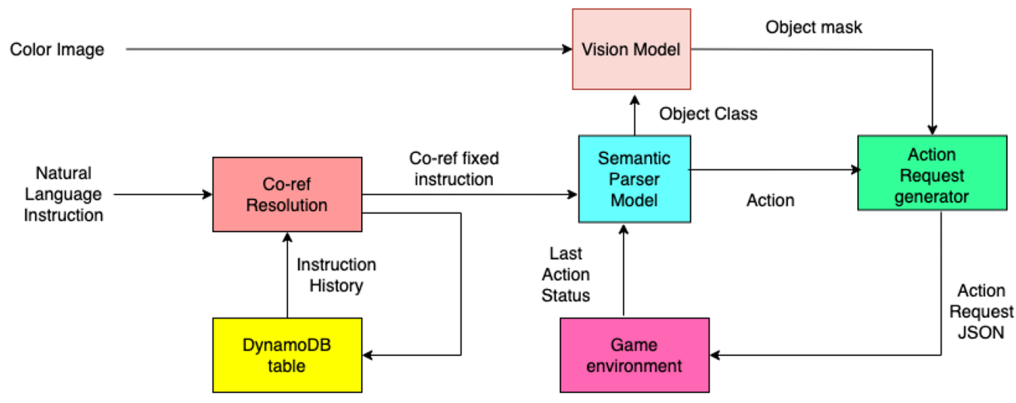 Color Image
Vision Model
Object mask
Object Class
Natural
Language
Instruction
Co-ref
Resolution
Co-ref fixed
instruction
Semantic
Parser
Model
Action
Action
Request
generator
Instruction
History
Last
Action
Status
Action
Request
JSON
DynamoDB
table
Game
environment